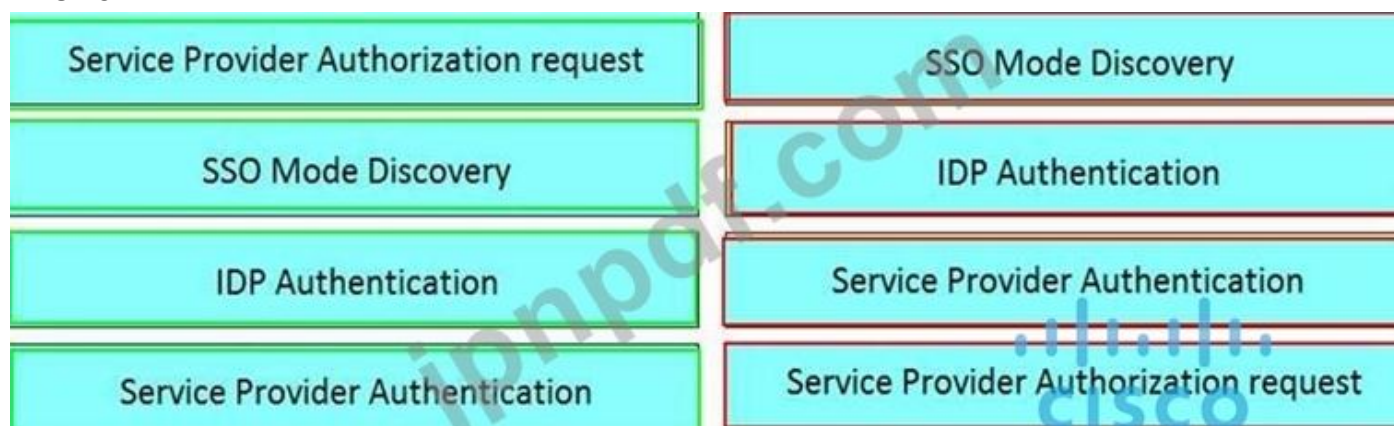 Service Provider Authorization request
SSO Mode Discovery
SSO Mode Discovery
IDP Authentication
IDP Authentication
Service Provider Authentication
Service Provider Authentication
Service Provider Authorization request
jpnpdf.com
cisco